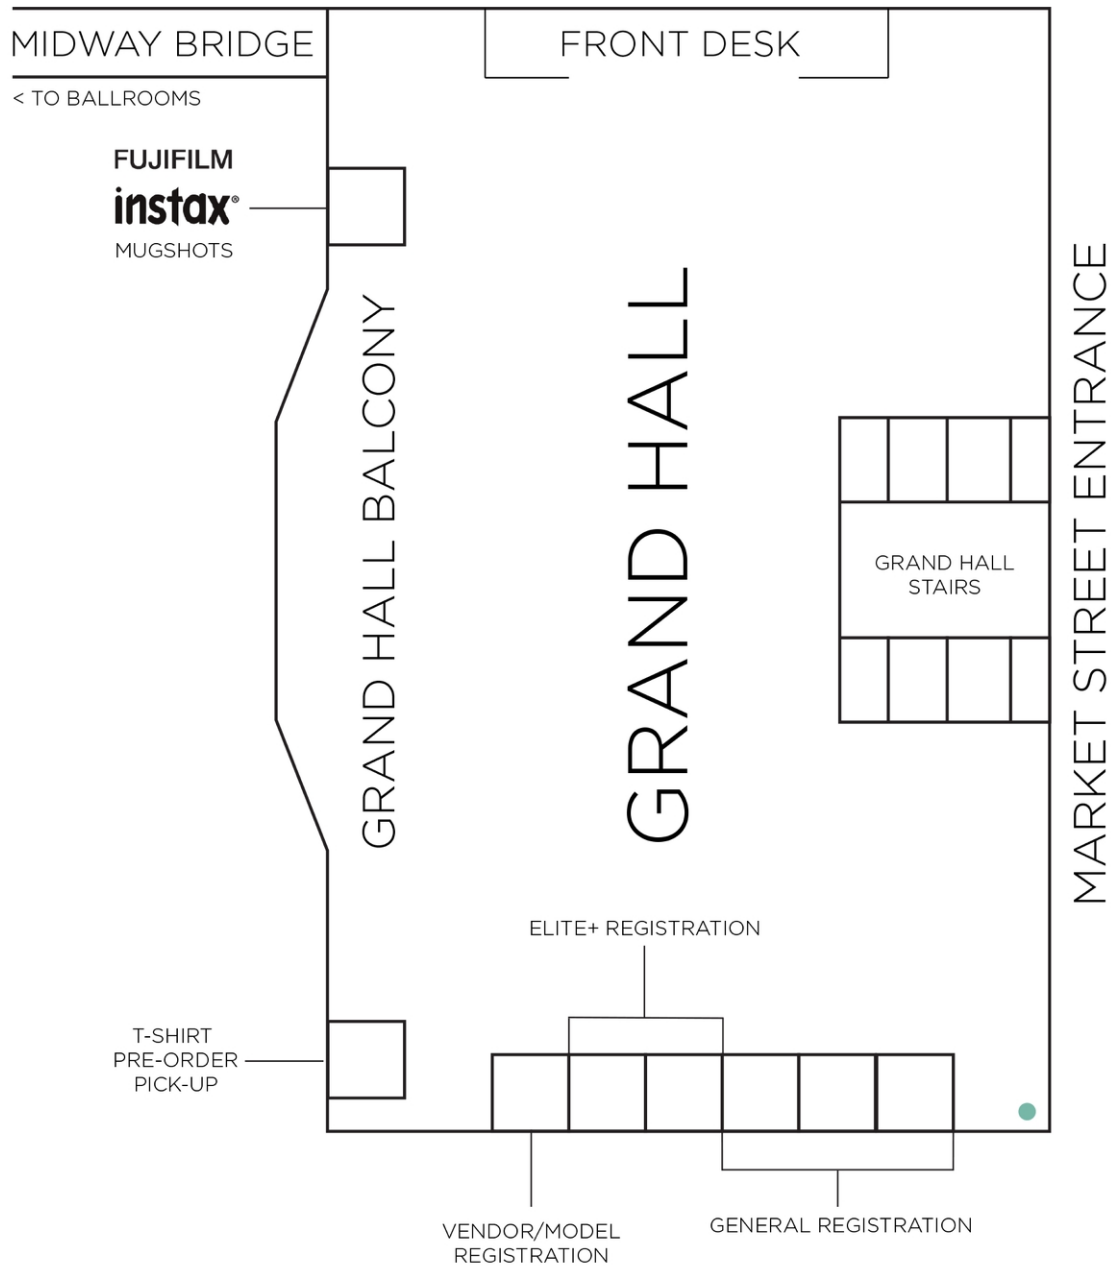 MIDWAY BRIDGE
FRONT DESK
< TO BALLROOMS
FUJIFILM
instax®
MUGSHOTS
GRAND HALL BALCONY
GRAND HALL
MARKET STREET ENTRANCE
GRAND HALL
STAIRS
ELITE+ REGISTRATION
T-SHIRT
PRE-ORDER
PICK-UP
VENDOR/MODEL
REGISTRATION
GENERAL REGISTRATION